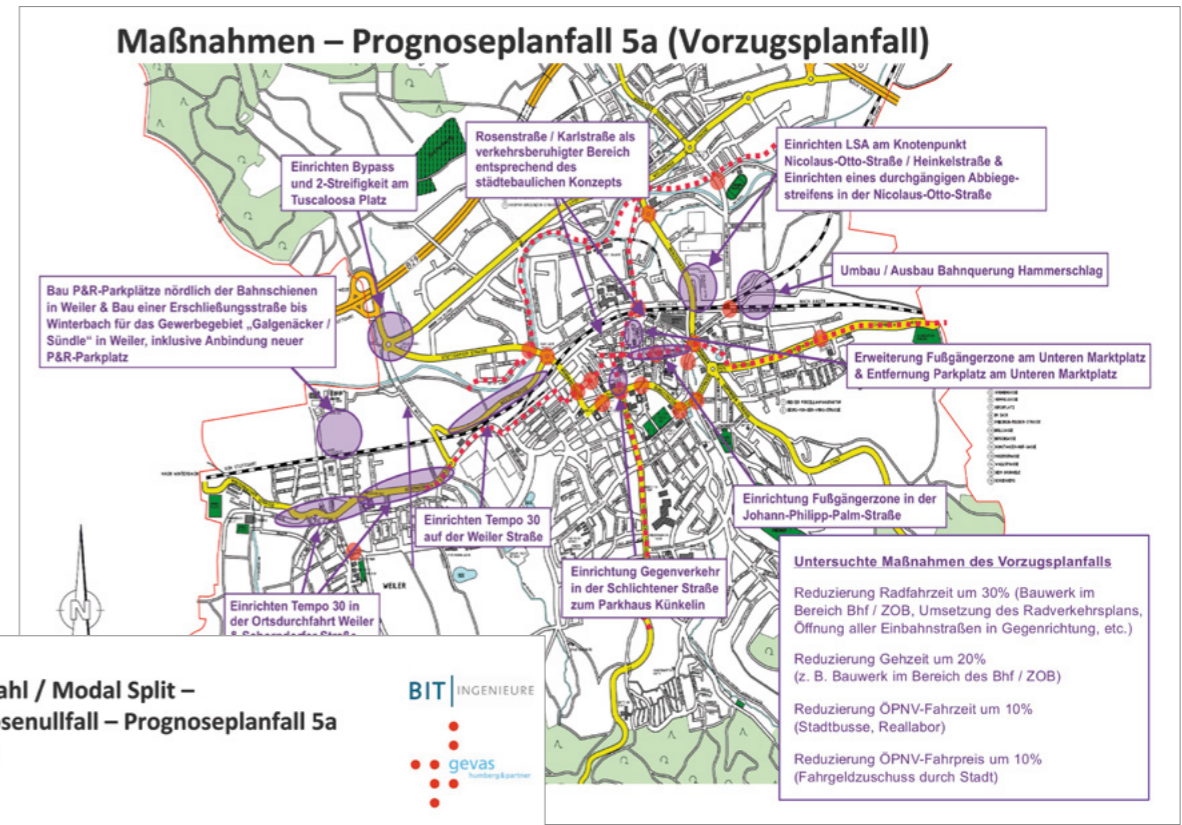 Maßnahmen – Prognoseplanfall 5a (Vorzugsplanfall)
Einrichten Bypass
und 2-Streifigkeit am
Tuscaloosa Platz
Rosenstraße / Karlstraße als
verkehrsberuhigter Bereich
entsprechend des
städtebaulichen Konzepts
Einrichten LSA am Knotenpunkt
Nicolaus-Otto-Straße / Heinkelstraße &
Einrichten eines durchgängigen Abbiege-
streifens in der Nicolaus-Otto-Straße
Umbau / Ausbau Bahnquerung Hammerschlag
Bau P&R-Parkplätze nördlich der Bahnschienen
in Weiler & Bau einer Erschließungsstraße bis
Winterbach für das Gewerbegebiet „Galgenäcker /
Sündle“ in Weiler, inklusive Anbindung neuer
P&R-Parkplatz
Erweiterung Fußgängerzone am Unteren Marktplatz
& Entfernung Parkplatz am Unteren Marktplatz
Einrichtung Fußgängerzone in der
Johann-Philipp-Palm-Straße
Einrichten Tempo 30
auf der Weiler Straße
Einrichtung Gegenverkehr
in der Schlichtener Straße
zum Parkhaus Künkelin
WEILER
Einrichten Tempo 30 in
der Ortsdurchfahrt Weiler
& Schorndorfer Straße
N
Untersuchte Maßnahmen des Vorzugsplanfalls
Reduzierung Radfahrzeit um 30% (Bauwerk im
Bereich Bhf / ZOB, Umsetzung des Radverkehrsplans,
Öffnung aller Einbahnstraßen in Gegenrichtung, etc.)
Reduzierung Gehzeit um 20%
(z. B. Bauwerk im Bereich des Bhf / ZOB)
Reduzierung ÖPNV-Fahrzeit um 10%
(Stadtbusse, Reallabor)
Reduzierung ÖPNV-Fahrpreis um 10%
(Fahrgeldzuschuss durch Stadt)
ahl / Modal Split –
senullfall – Prognoseplanfall 5a
BIT INGENIEURE
gevas
humberg&partner